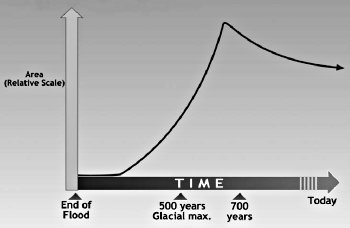 Area
(Relative Scale)
TIME
End of
Flood
500 years
Glacial max.
700
years
Today